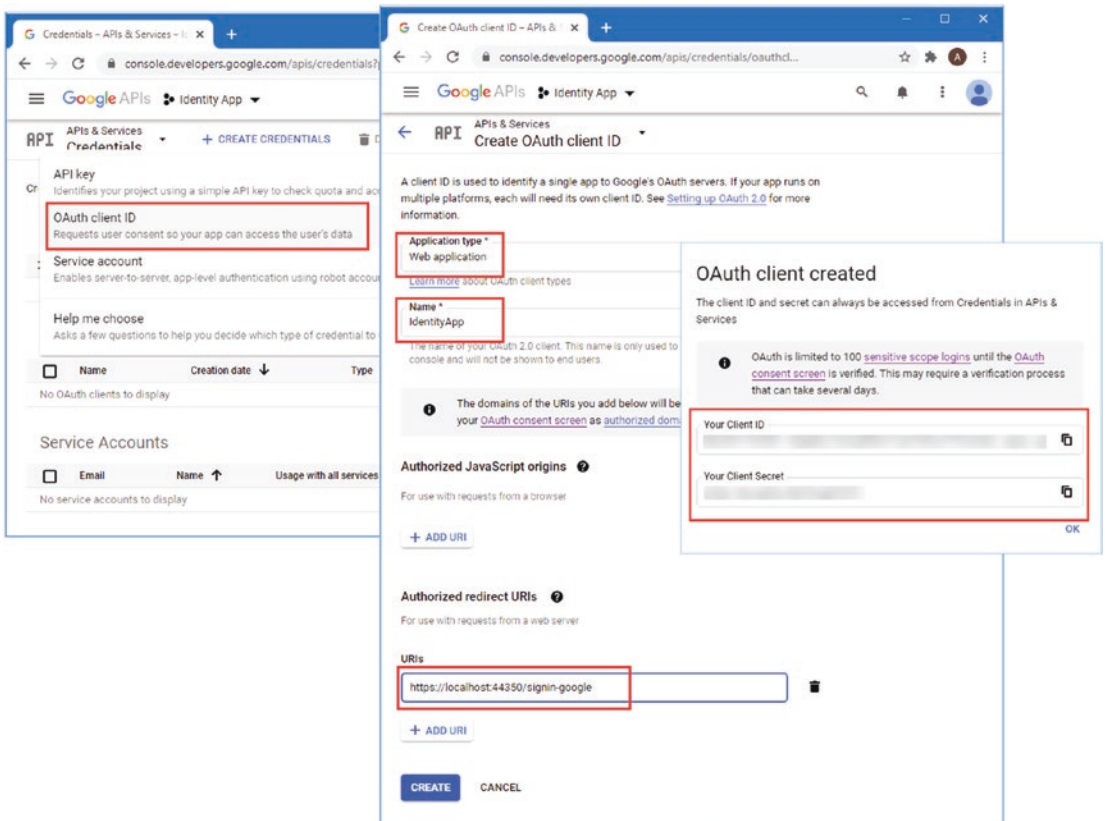 Credentials – APIs & Services – I
console.developers.google.com/apis/credentials?
Google APIs Identity App
API APIs & Services
Credentials
+ CREATE CREDENTIALS
API key
Identifies your project using a simple API key to check quota and
OAuth client ID
Requests user consent so your app can access the user's data
Service account
Enables server-to-server, app-level authentication using robot
Help me choose
Asks a few questions to help you decide which type of credential to
Name Creation date ↓ Type
No OAuth clients to display
Service Accounts
Email Name ↑ Usage with all services
No service accounts to display
Create OAuth client ID – APIs &
console.developers.google.com/apis/credentials/oauthcl...
A
Google APIs Identity App
API APIs & Services
Create OAuth client ID
A client ID is used to identify a single app to Google's OAuth servers. If your app runs on
multiple platforms, each will need its own client ID. See Setting up OAuth 2.0 for more
information.
Application type *
Web application
Learn more about OAuth client types
Name *
IdentityApp
The name of your OAuth 2.0 client. This name is only used to
console and will not be shown to end users.
The domains of the URIs you add below will be
your OAuth consent screen as authorized
Authorized JavaScript origins
For use with requests from a browser
+ ADD URI
Authorized redirect URIs
For use with requests from a web server
URIs
https://localhost:44350/signin-google
+ ADD URI
CREATE CANCEL
OAuth client created
The client ID and secret can always be accessed from Credentials in APIs &
Services
OAuth is limited to 100 sensitive scope logins until the OAuth
consent screen is verified. This may require a verification process
that can take several days.
Your Client ID
Your Client Secret
OK